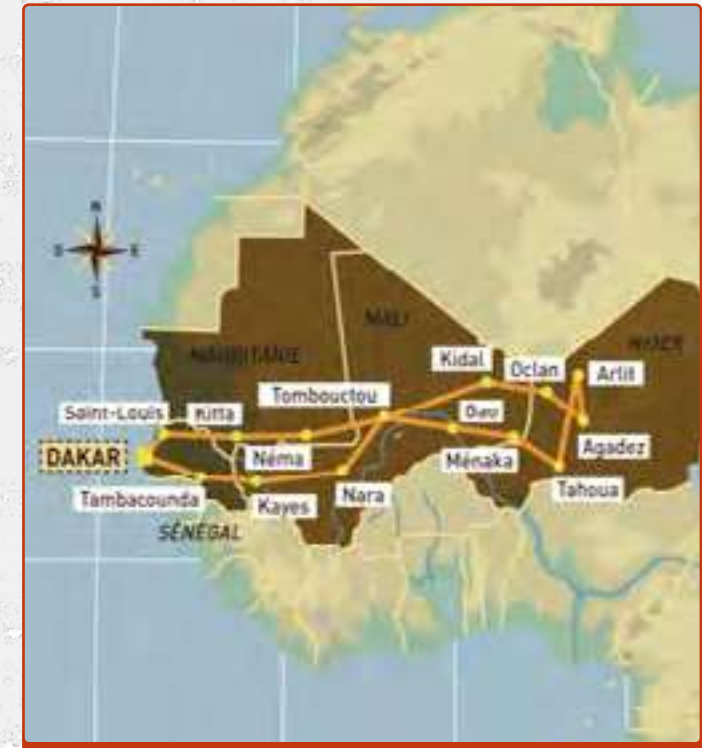 N
E
S
MAURITANIE
MALI
NIGER
Kidal
Oclan
Arlit
Tombouctou
Saint-Louis
Kiffa
Gao
DAKAR
Néma
Ménaka
Agadez
Tambacounda
Kayes
Nara
Tahoua
SÉNÉGAL